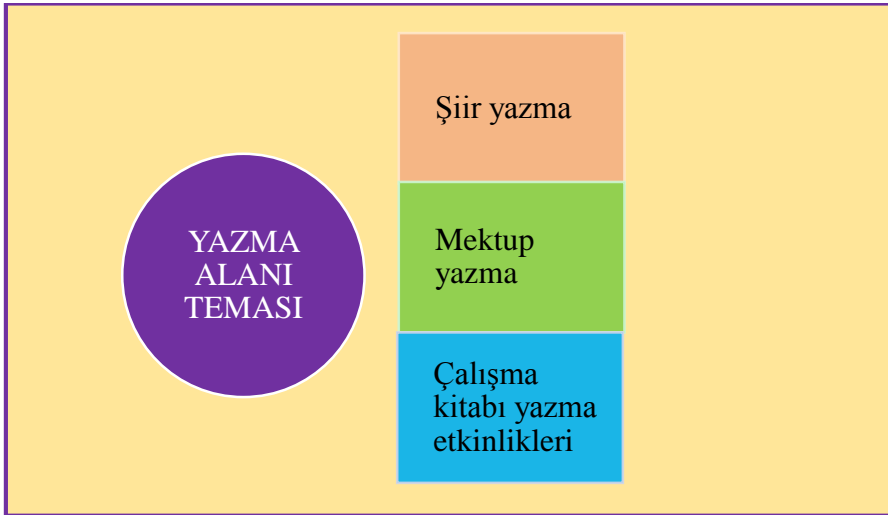 YAZMA
ALANI
TEMASI
Şiir yazma
Mektup
yazma
Çalışma
kitabı yazma
etkinlikleri